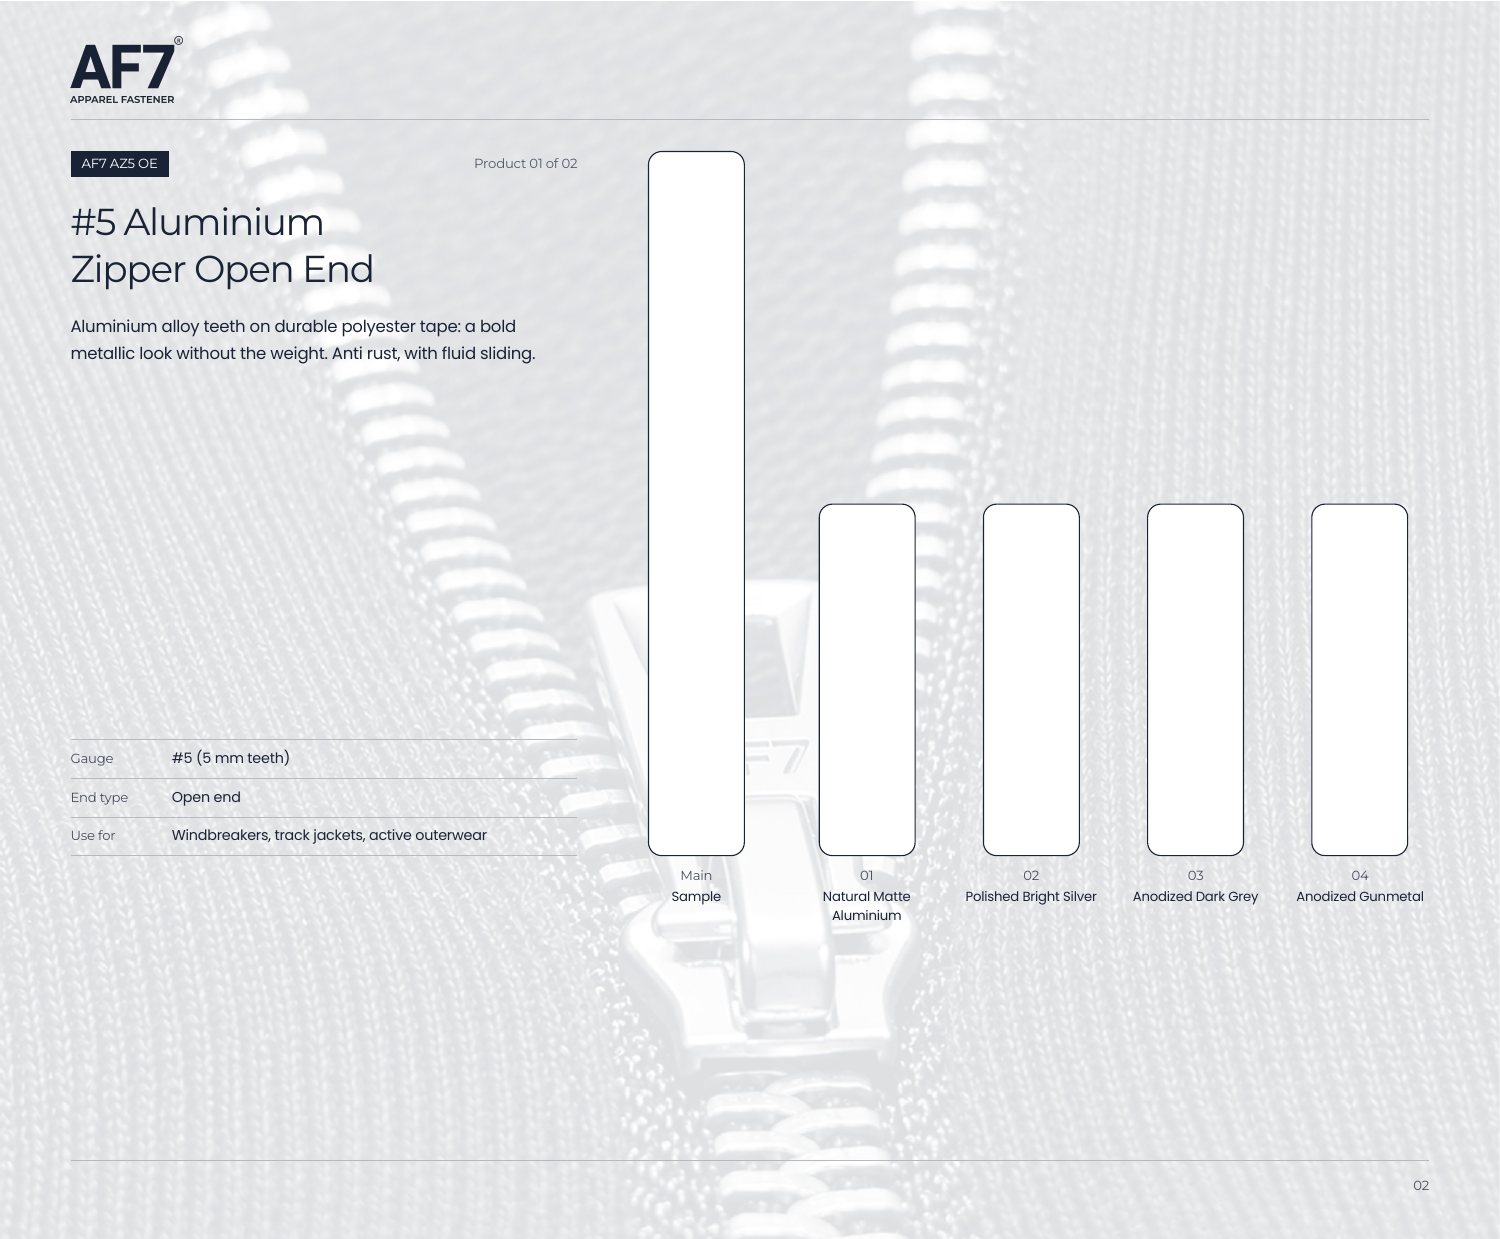 AF7®
APPAREL FASTENER
AF7 AZ5 OE
Product 01 of 02
#5 Aluminium
Zipper Open End
Aluminium alloy teeth on durable polyester tape: a bold
metallic look without the weight. Anti rust, with fluid sliding.
Gauge #5 (5 mm teeth)
End type Open end
Use for Windbreakers, track jackets, active outerwear
F7
Main
Sample
01
Natural Matte
Aluminium
02
Polished Bright Silver
03
Anodized Dark Grey
04
Anodized Gunmetal
02